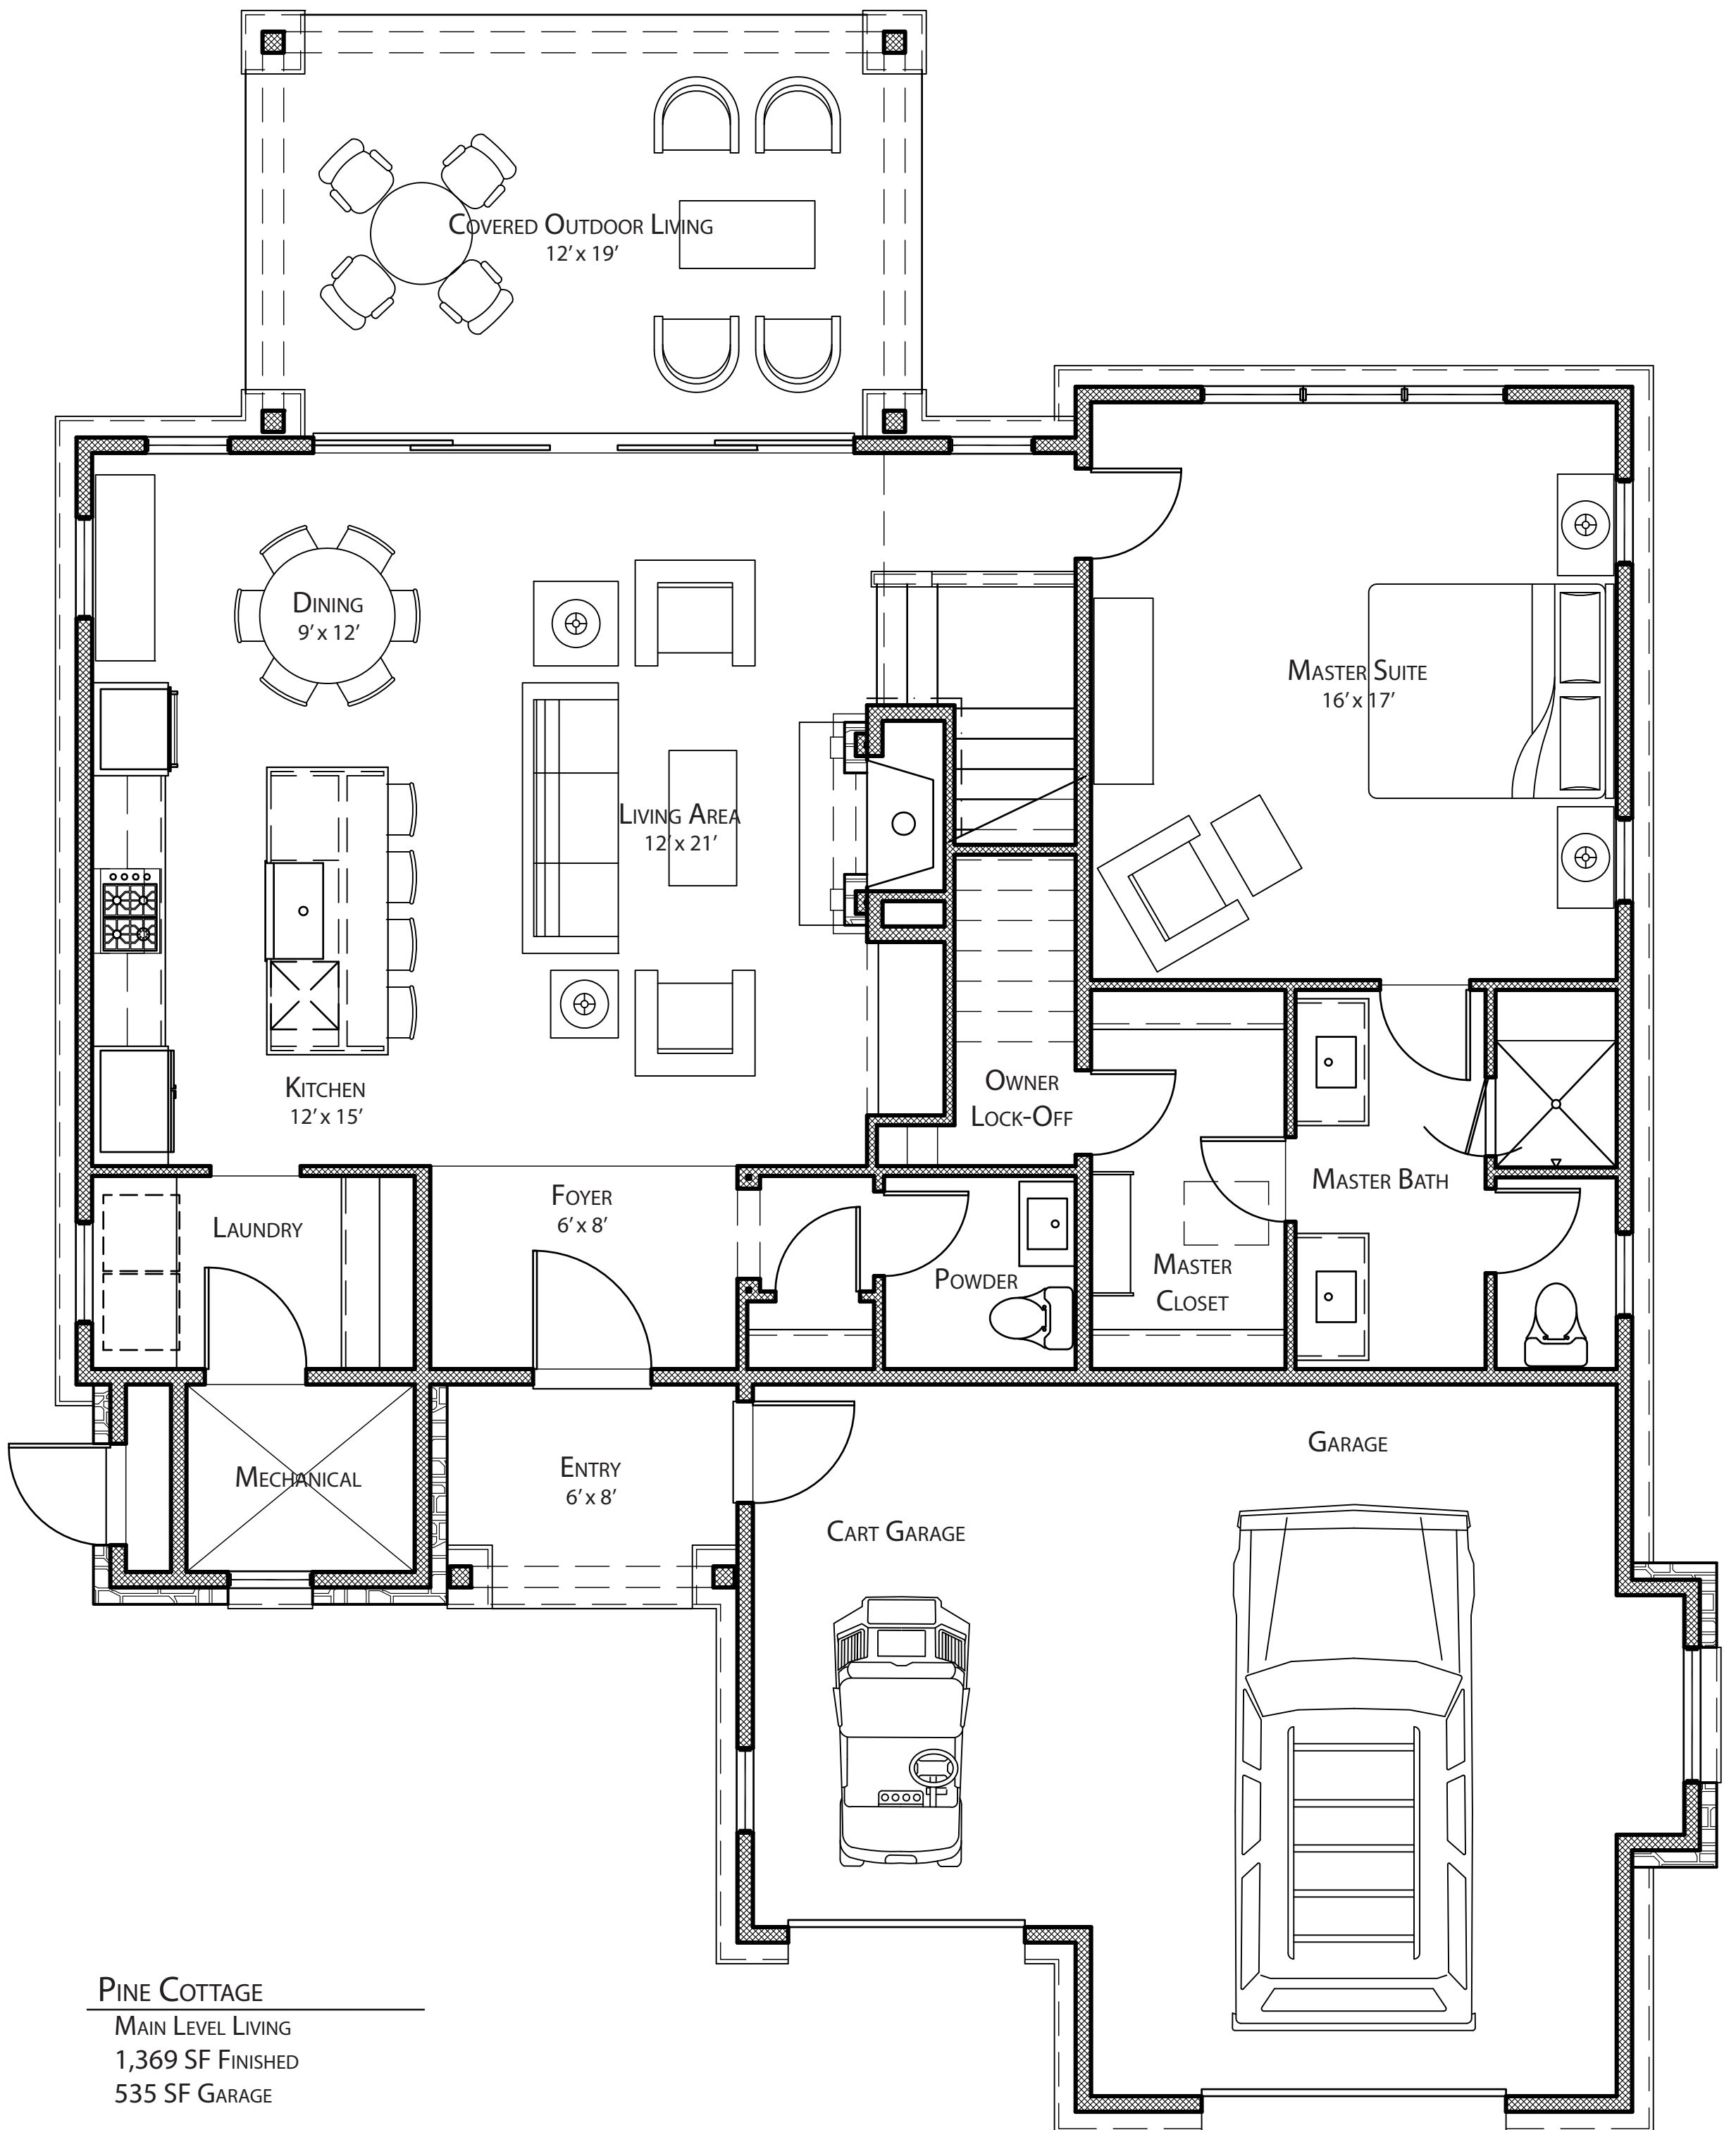 Covered Outdoor Living
12' x 19'
Dining
9' x 12'
Master Suite
16' x 17'
Living Area
12' x 21'
Kitchen
12' x 15'
Owner
Lock-Off
Foyer
6' x 8'
Laundry
Master Bath
Powder
Master
Closet
Mechanical
Entry
6' x 8'
Garage
Cart Garage
Pine Cottage
Main Level Living
1,369 SF Finished
535 SF Garage